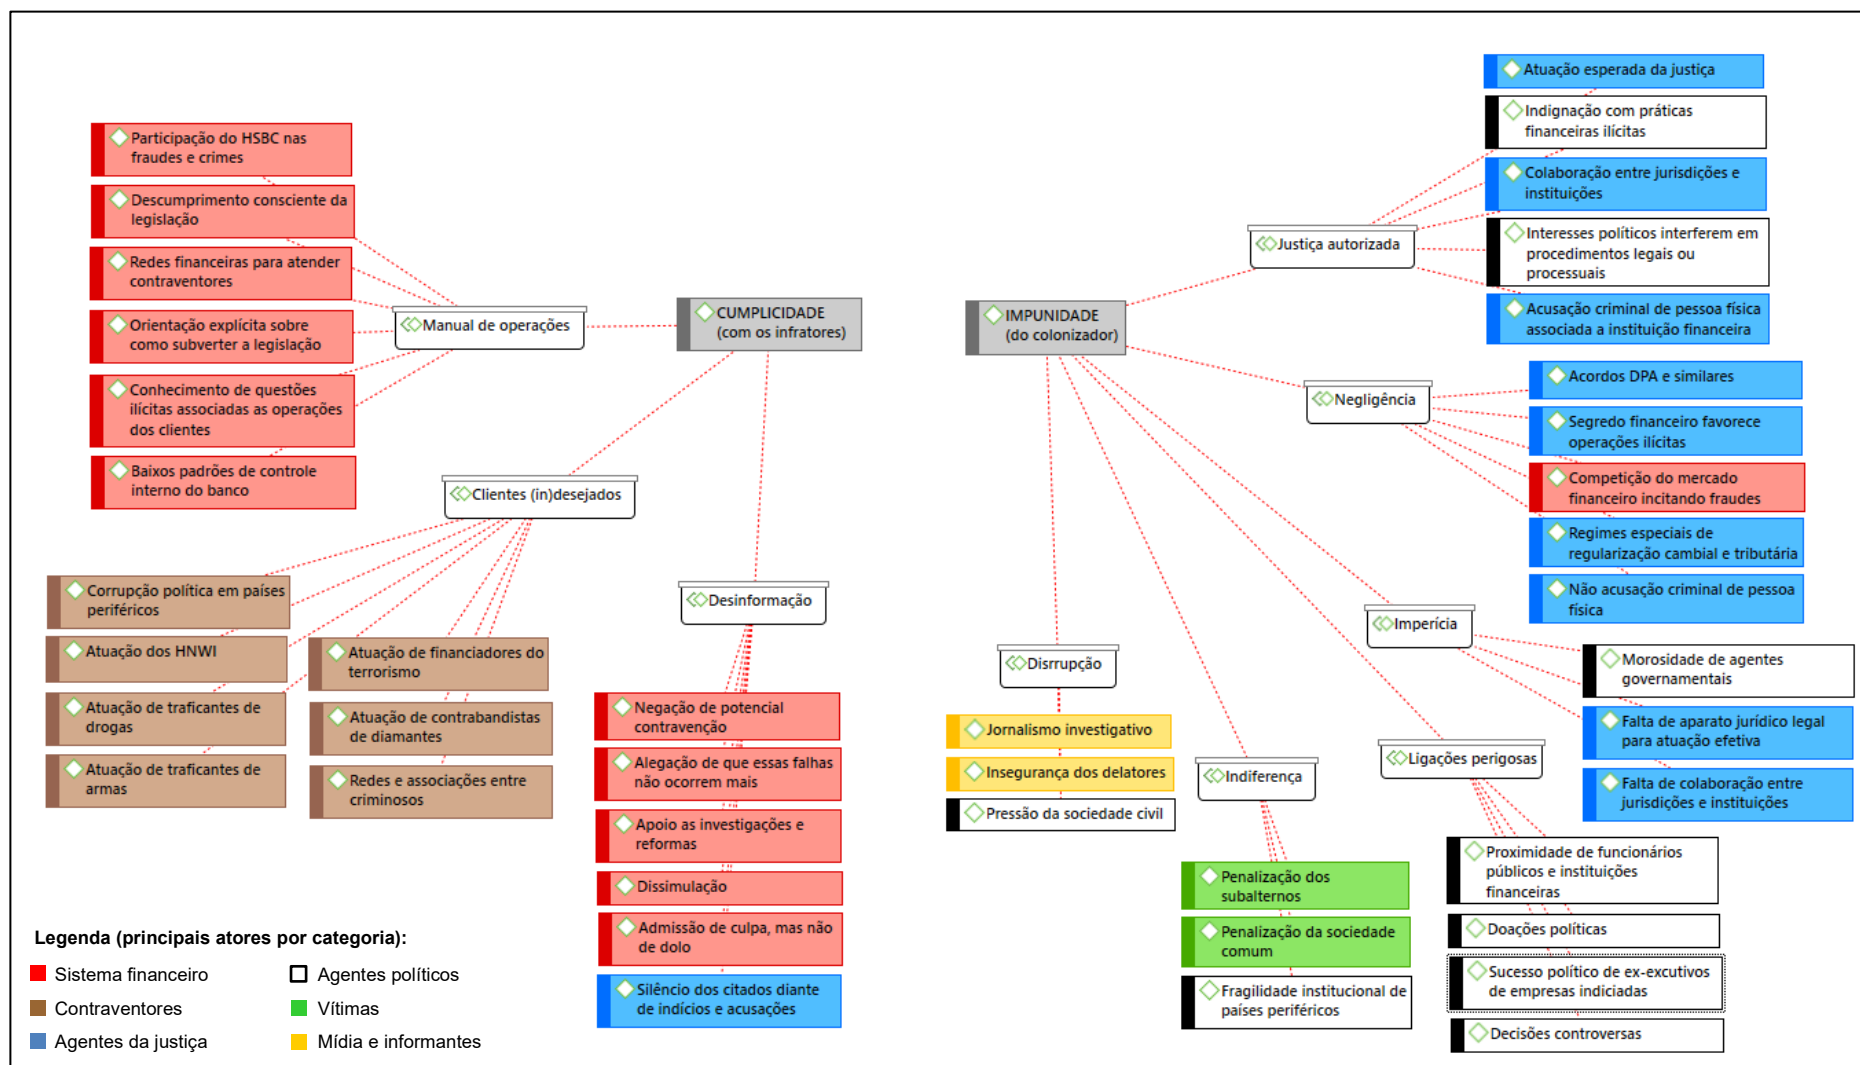 Participação do HSBC nas
fraudes e crimes
Descumprimento consciente da
legislação
Redes financeiras para atender
contraventores
Orientação explícita sobre
como subverter a legislação
Conhecimento de questões
ilícitas associadas as operações
dos clientes
Baixos padrões de controle
interno do banco
Manual de operações
CUMPLICIDADE
(com os infratores)
Clientes (in)desejados
Corrupção política em países
periféricos
Atuação dos HNWI
Atuação de traficantes de
drogas
Atuação de traficantes de
armas
Atuação de financiadores do
terrorismo
Atuação de contrabandistas
de diamantes
Redes e associações entre
criminosos
Desinformação
Negação de potencial
contravenção
Alegação de que essas falhas
não ocorrem mais
Apoio as investigações e
reformas
Dissimulação
Admissão de culpa, mas não
de dolo
Silêncio dos citados diante
de indícios e acusações
IMPUNIDADE
(do colonizador)
Justiça autorizada
Atuação esperada da justiça
Indignação com práticas
financeiras ilícitas
Colaboração entre jurisdições e
instituições
Interesses políticos interferem em
procedimentos legais ou
processuais
Acusação criminal de pessoa física
associada a instituição financeira
Negligência
Acordos DPA e similares
Segredo financeiro favorece
operações ilícitas
Competição do mercado
financeiro incitando fraudes
Regimes especiais de
regularização cambial e tributária
Não acusação criminal de pessoa
física
Imperícia
Morosidade de agentes
governamentais
Falta de aparato jurídico legal
para atuação efetiva
Falta de colaboração entre
jurisdições e instituições
Disrrupção
Jornalismo investigativo
Insegurança dos delatores
Pressão da sociedade civil
Indiferença
Penalização dos
subalternos
Penalização da sociedade
comum
Fragilidade institucional de
países periféricos
Ligações perigosas
Proximidade de funcionários
públicos e instituições
financeiras
Doações políticas
Sucesso político de ex-excutivos
de empresas indiciadas
Decisões controversas
Legenda (principais atores por categoria):
Sistema financeiro
Agentes políticos
Contraventores
Vítimas
Agentes da justiça
Mídia e informantes